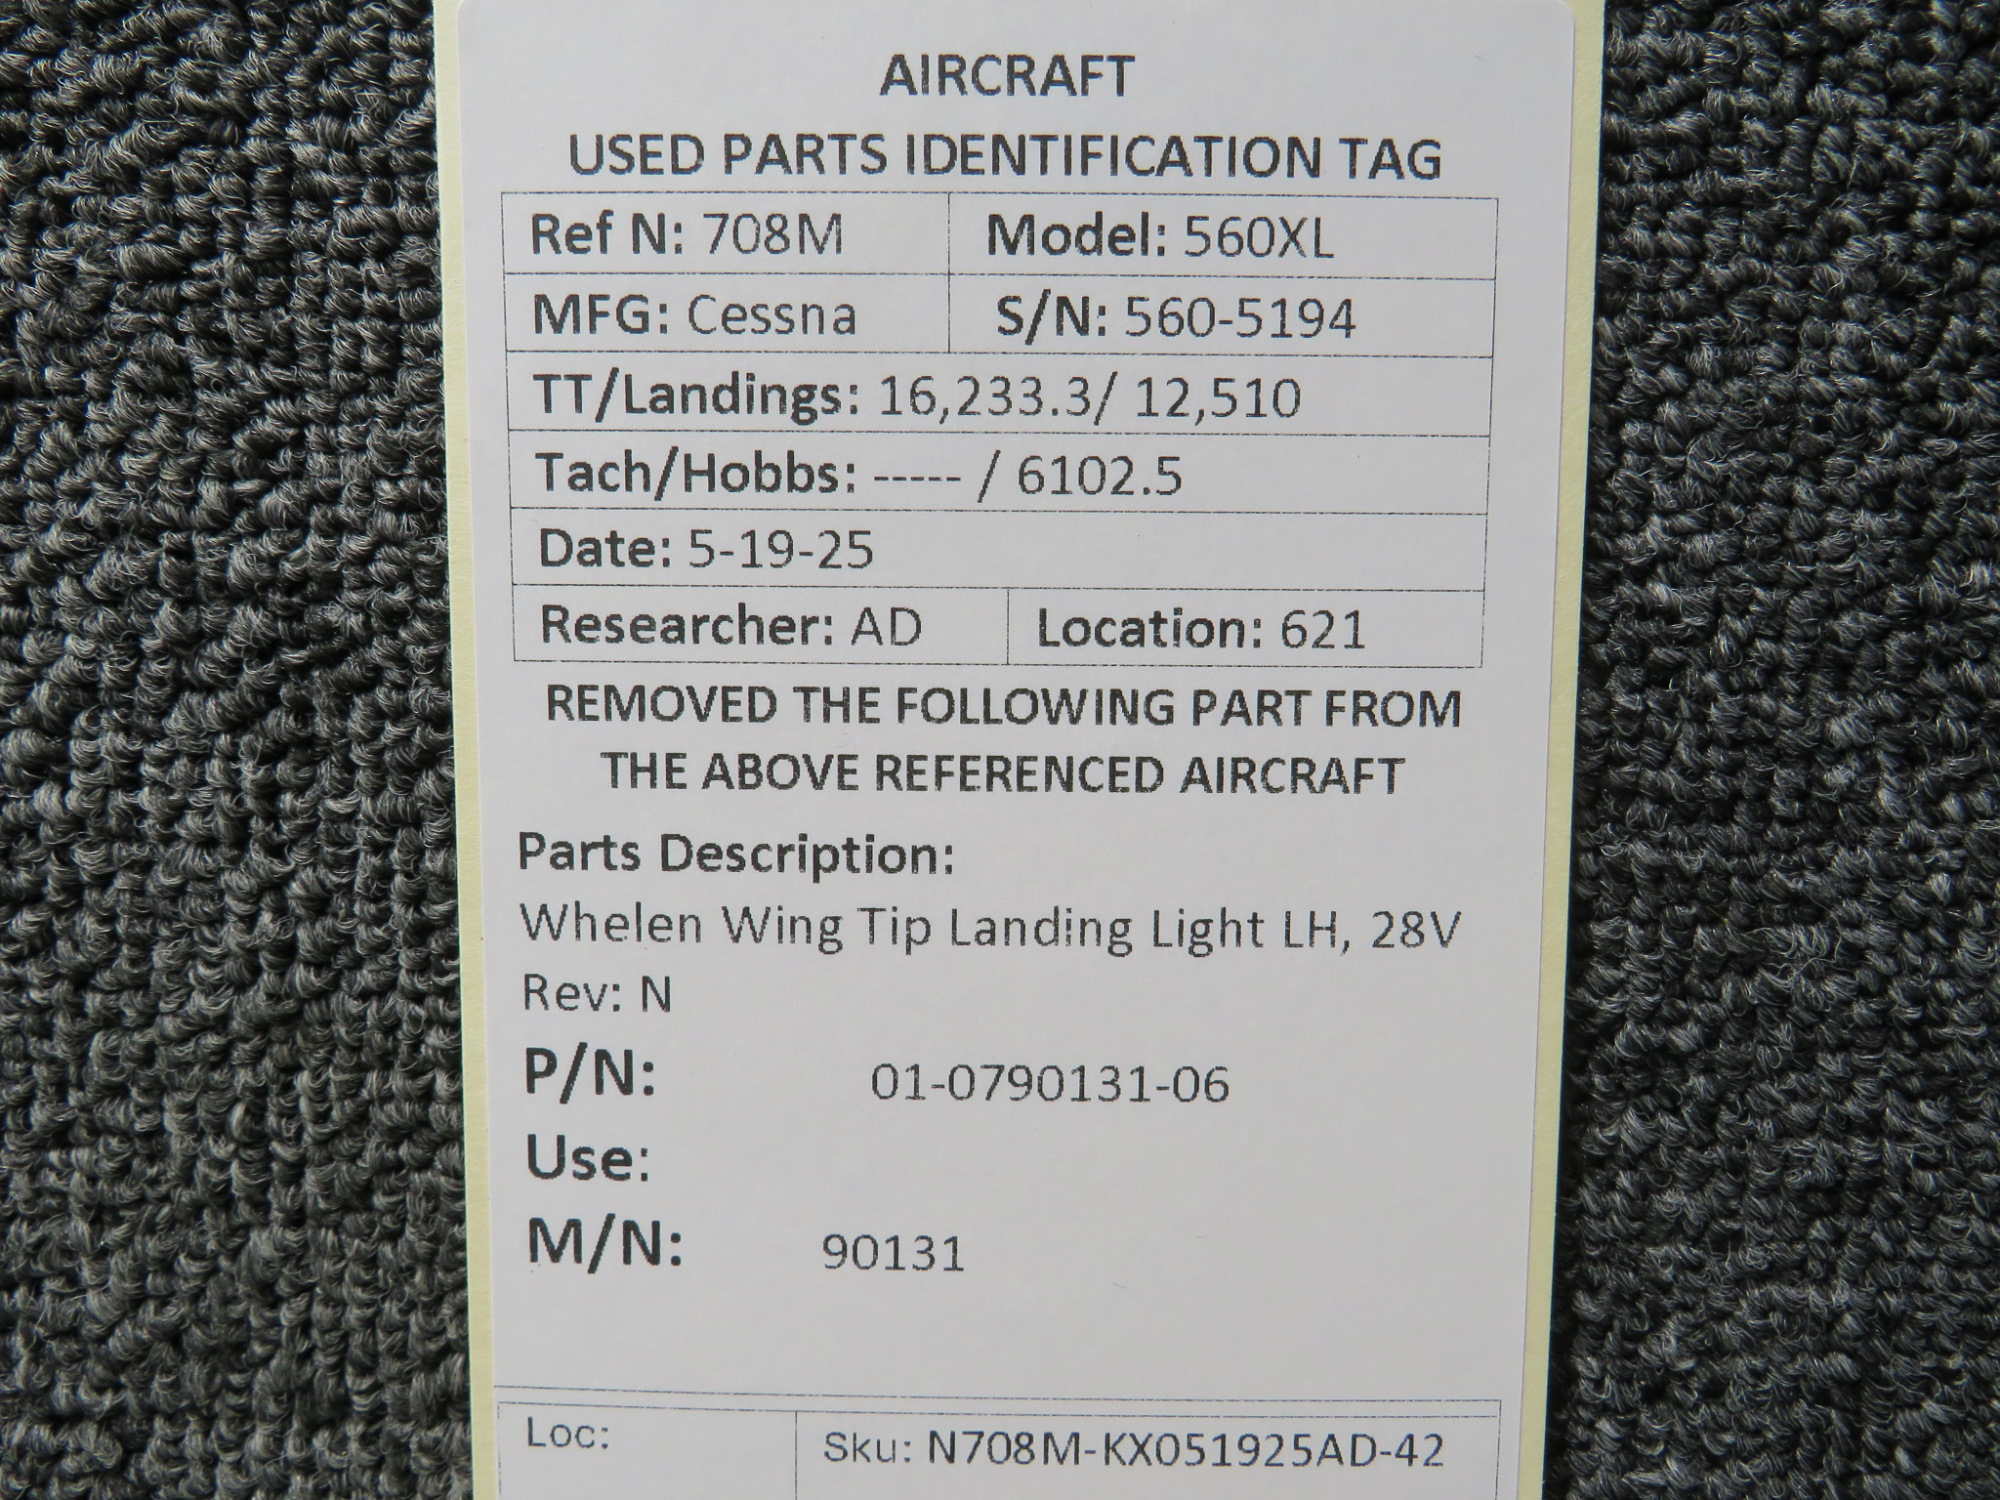 AIRCRAFT
USED PARTS IDENTIFICATION TAG
Ref N: 708M Model: 560XL
MFG: Cessna S/N: 560-5194
TT/Landings: 16,233.3/ 12,510
Tach/Hobbs: ----- / 6102.5
Date: 5-19-25
Researcher: AD Location: 621
REMOVED THE FOLLOWING PART FROM
THE ABOVE REFERENCED AIRCRAFT
Parts Description:
Whelen Wing Tip Landing Light LH, 28V
Rev: N
P/N: 01-0790131-06
Use:
M/N: 90131
Loc: Sku: N708M-KX051925AD-42